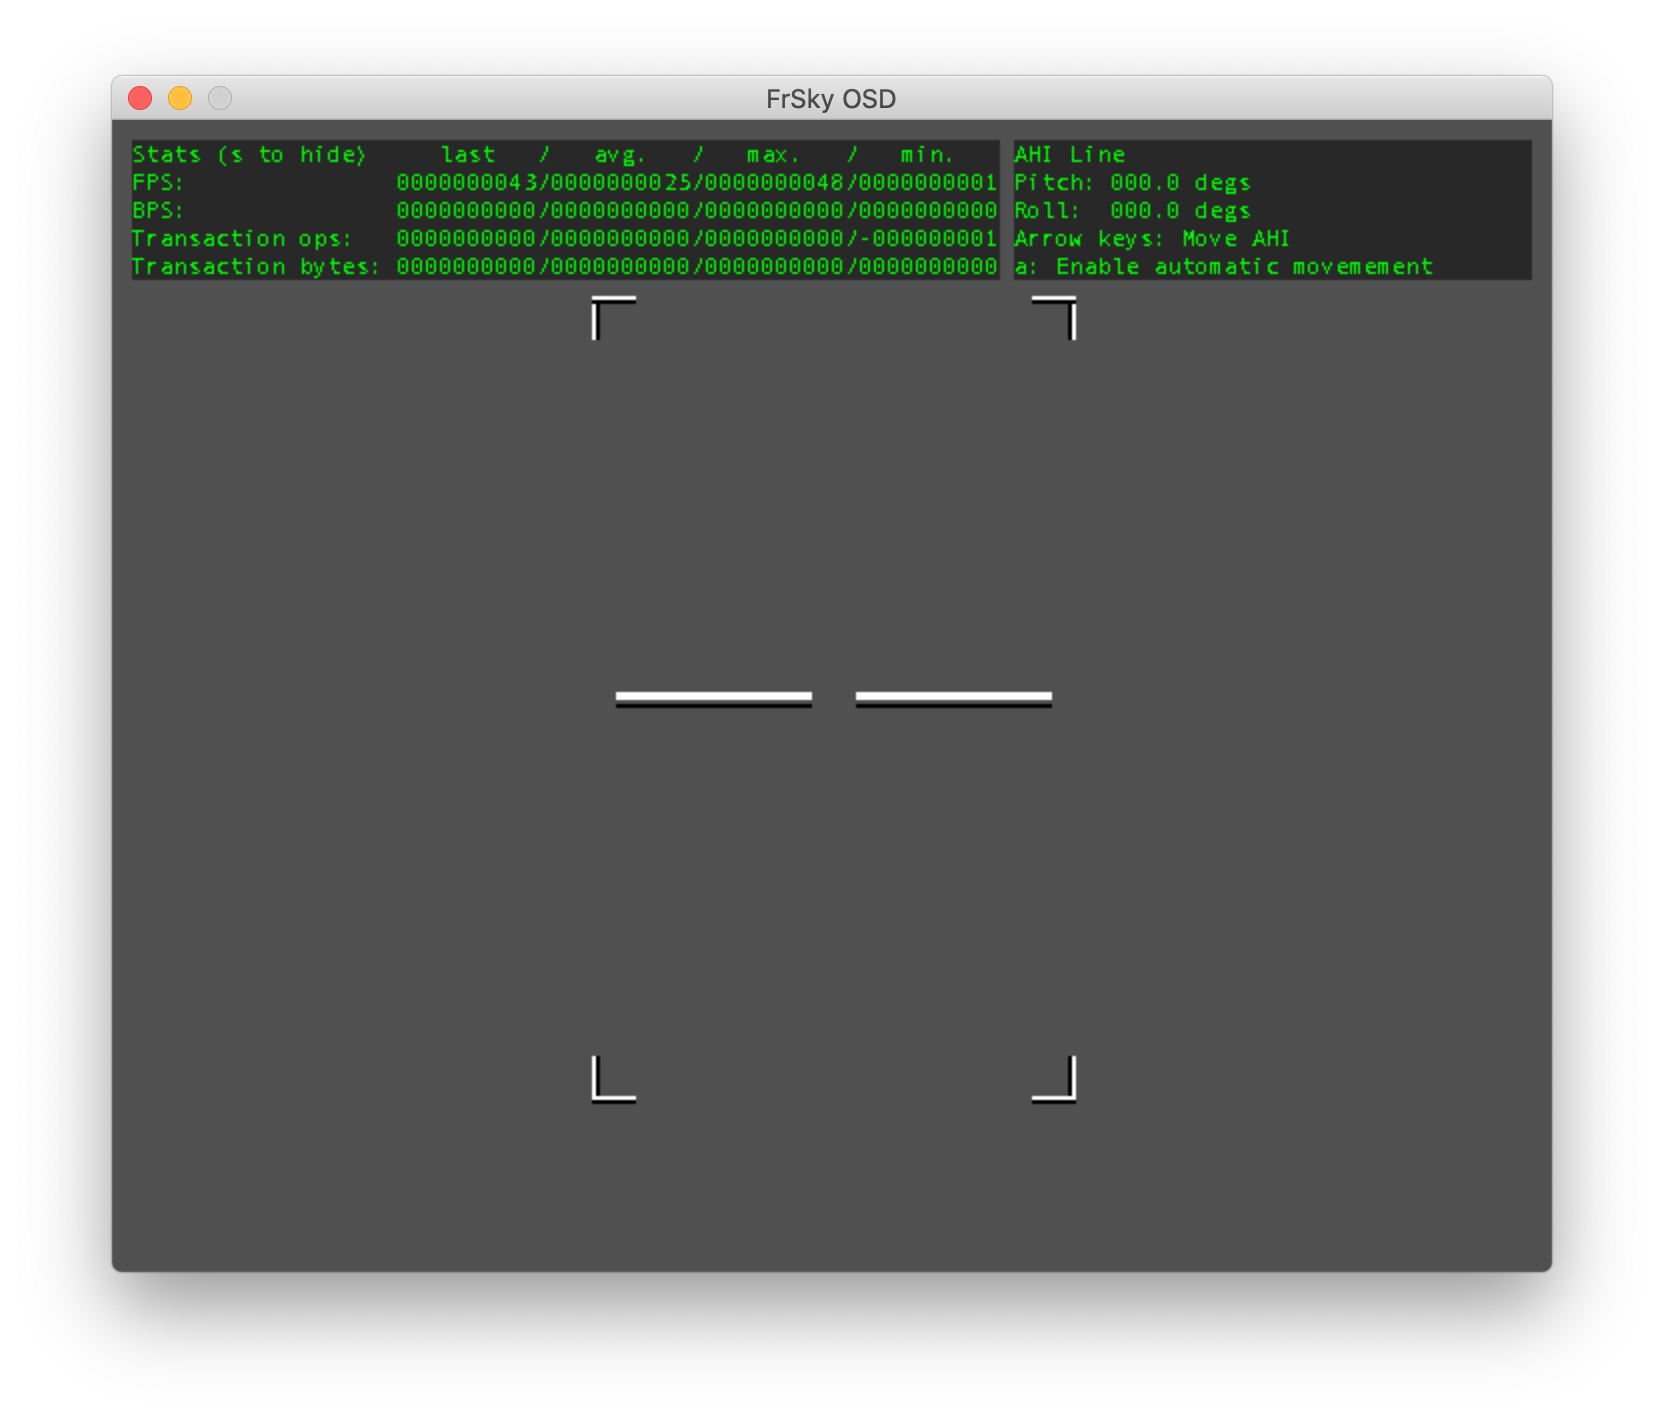 FrSky OSD
Stats (s to hide)     last   /   avg.   /   max.   /   min.
FPS:               0000000043/0000000025/0000000048/0000000001
BPS:               0000000000/0000000000/0000000000/0000000000
Transaction ops:   0000000000/0000000000/0000000000/-000000001
Transaction bytes: 0000000000/0000000000/0000000000/0000000000
AHI Line
Pitch: 000.0 degs
Roll:  000.0 degs
Arrow keys: Move AHI
a: Enable automatic movemement